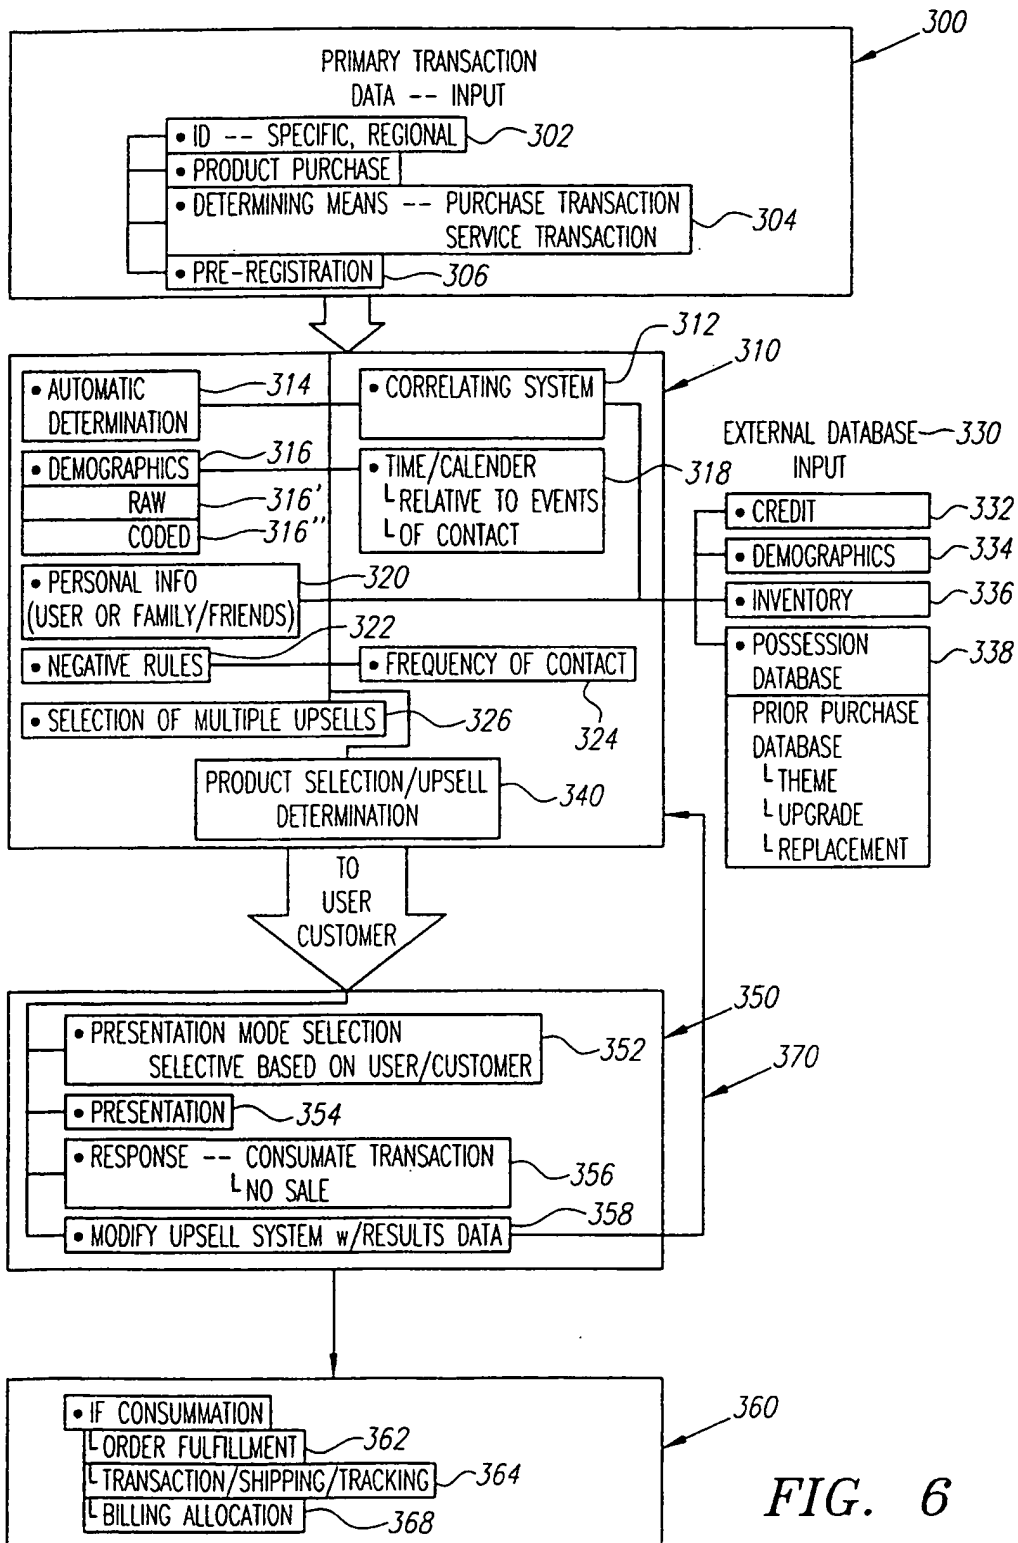 300
PRIMARY TRANSACTION
DATA -- INPUT
• ID -- SPECIFIC, REGIONAL
302
• PRODUCT PURCHASE
• DETERMINING MEANS -- PURCHASE TRANSACTION
SERVICE TRANSACTION
304
• PRE-REGISTRATION
306
310
• AUTOMATIC
DETERMINATION
314
• CORRELATING SYSTEM
312
• DEMOGRAPHICS
316
RAW
316'
CODED
316"
• TIME/CALENDER
└ RELATIVE TO EVENTS
└ OF CONTACT
318
• PERSONAL INFO
(USER OR FAMILY/FRIENDS)
320
• NEGATIVE RULES
322
• FREQUENCY OF CONTACT
324
• SELECTION OF MULTIPLE UPSELLS
326
PRODUCT SELECTION/UPSELL
DETERMINATION
340
EXTERNAL DATABASE
INPUT
330
• CREDIT
332
• DEMOGRAPHICS
334
• INVENTORY
336
• POSSESSION
DATABASE
338
PRIOR PURCHASE
DATABASE
└ THEME
└ UPGRADE
└ REPLACEMENT
TO
USER
CUSTOMER
350
• PRESENTATION MODE SELECTION
SELECTIVE BASED ON USER/CUSTOMER
352
• PRESENTATION
354
• RESPONSE -- CONSUMATE TRANSACTION
└ NO SALE
356
• MODIFY UPSELL SYSTEM w/RESULTS DATA
358
370
360
• IF CONSUMMATION
└ ORDER FULFILLMENT
362
└ TRANSACTION/SHIPPING/TRACKING
364
└ BILLING ALLOCATION
368
FIG. 6